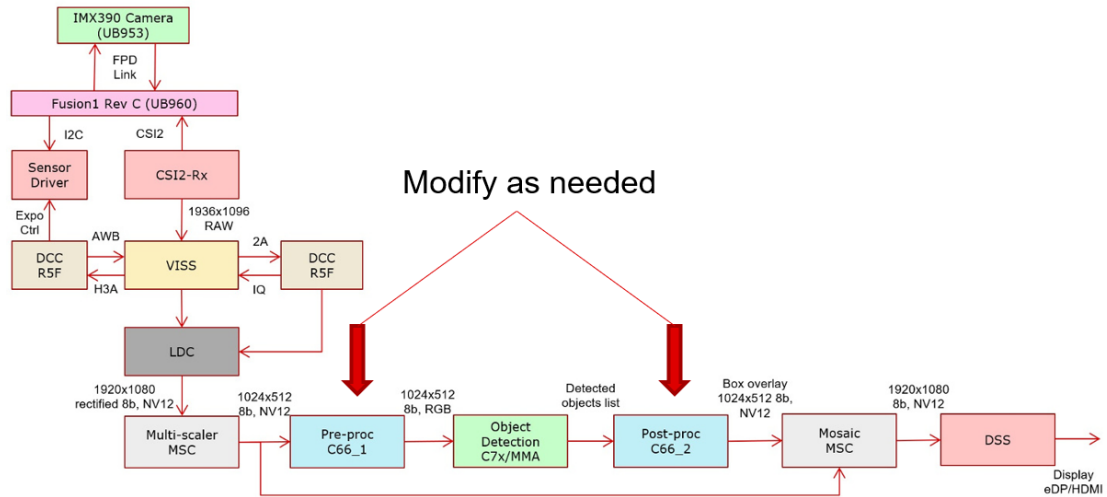 IMX390 Camera
(UB953)
FPD
Link
Fusion1 Rev C (UB960)
I2C
CSI2
Sensor
Driver
CSI2-Rx
Modify as needed
Expo
Ctrl
1936x1096
RAW
AWB
2A
DCC
R5F
VISS
DCC
R5F
H3A
IQ
LDC
1920x1080
rectified 8b, NV12
1024x512
8b, NV12
1024x512
8b, RGB
Detected
objects list
Box overlay
1024x512 8b,
NV12
1920x1080
8b, NV12
Multi-scaler
MSC
Pre-proc
C66_1
Object
Detection
C7x/MMA
Post-proc
C66_2
Mosaic
MSC
DSS
Display
eDP/HDMI